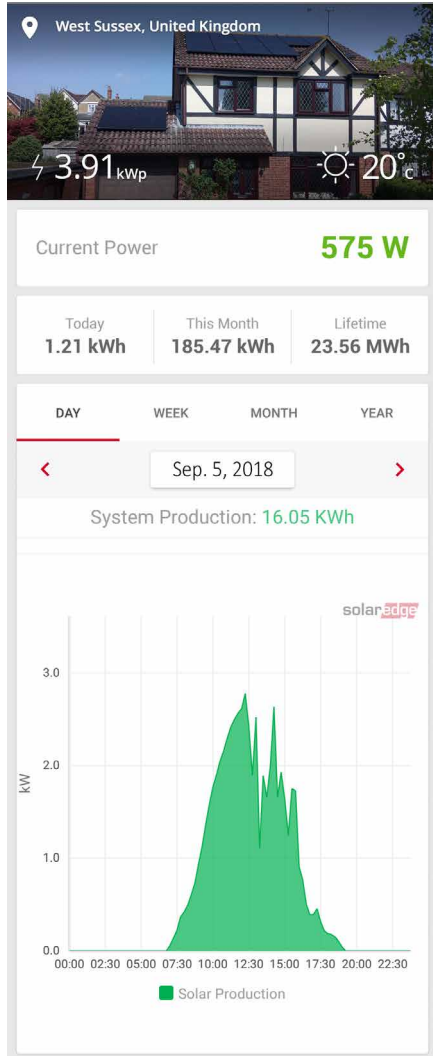 West Sussex, United Kingdom
3.91 kWp
20°c
Current Power
575 W
Today
This Month
Lifetime
1.21 kWh
185.47 kWh
23.56 MWh
DAY
WEEK
MONTH
YEAR
Sep. 5, 2018
System Production: 16.05 KWh
solaredge
3.0
2.0
kW
1.0
0.0
00:00 02:30 05:00 07:30 10:00 12:30 15:00 17:30 20:00 22:30
Solar Production